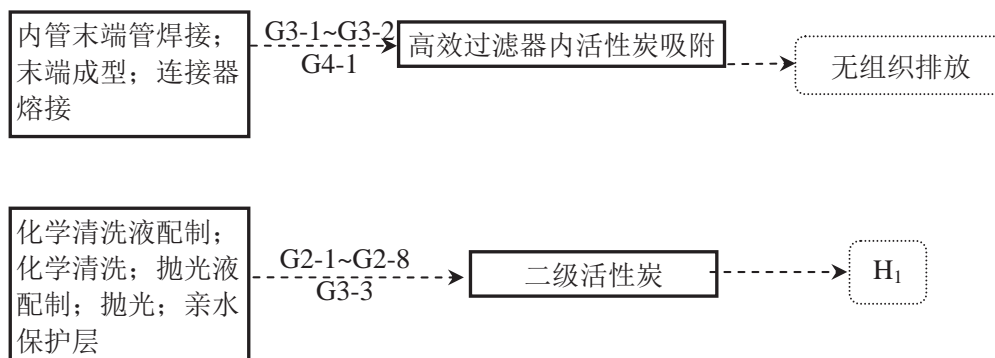 内管末端管焊接；
末端成型；连接器
熔接
G3-1~G3-2
G4-1
高效过滤器内活性炭吸附
无组织排放
化学清洗液配制；
化学清洗；抛光液
配制；抛光；亲水
保护层
G2-1~G2-8
G3-3
二级活性炭
H₁